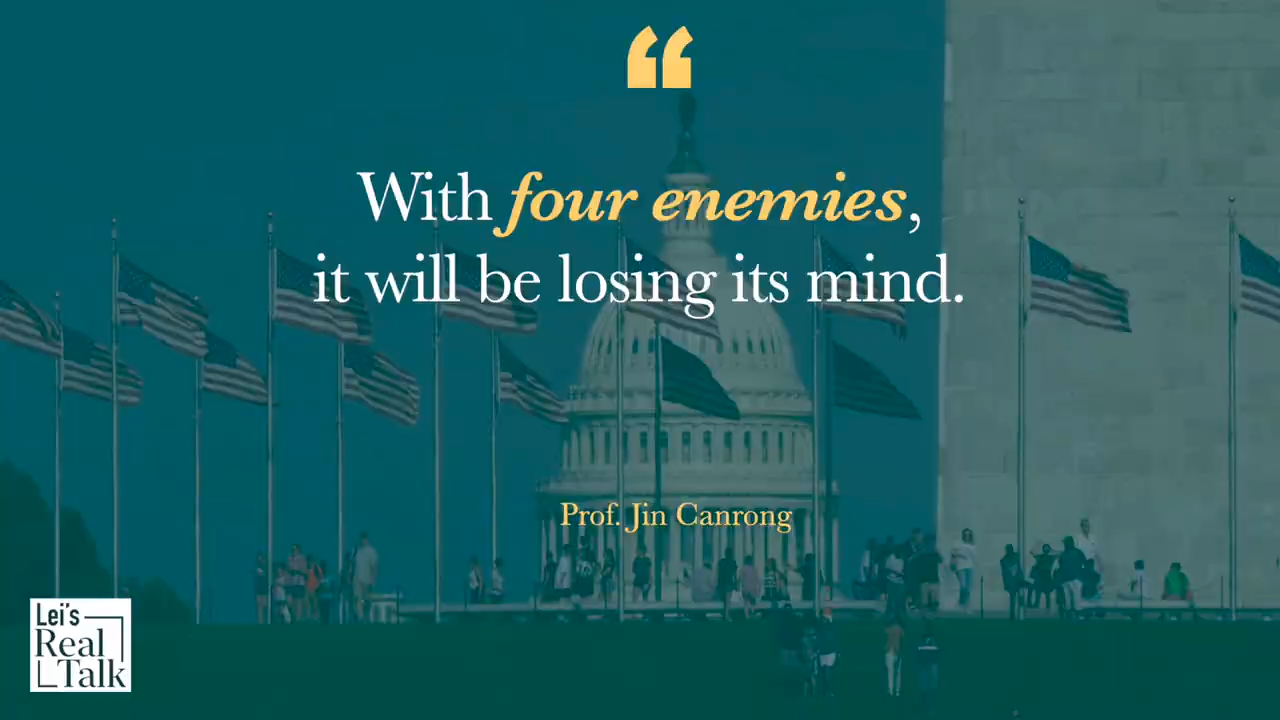 “
With four enemies,
it will be losing its mind.
Prof. Jin Canrong
Lei's
Real
Talk